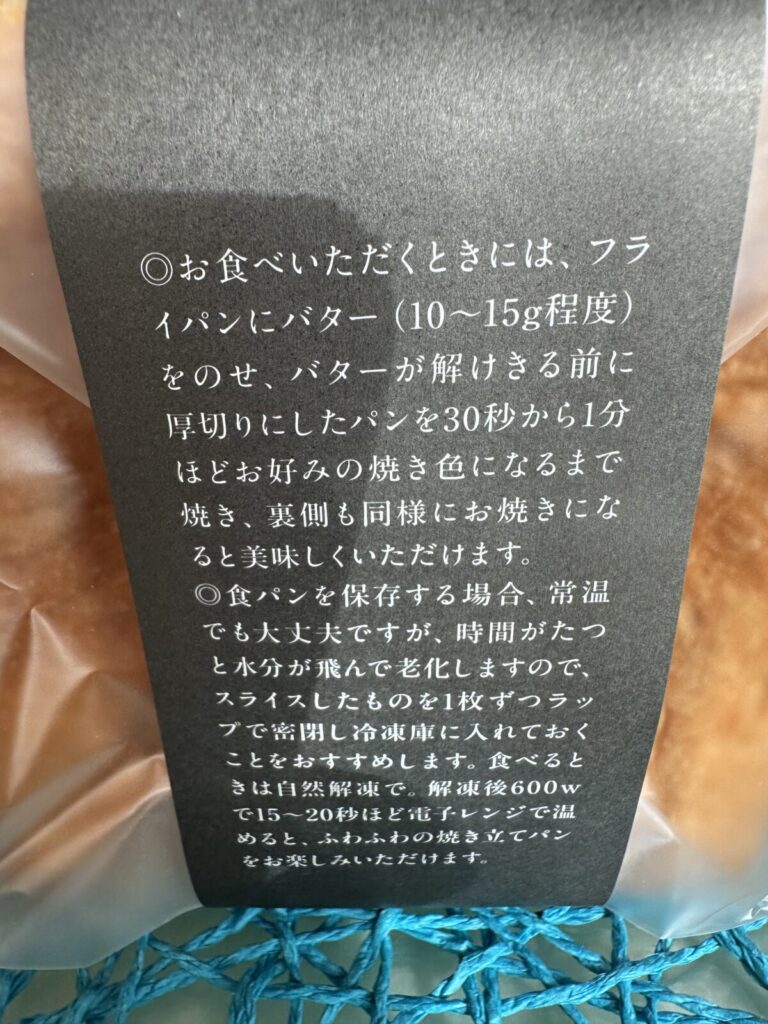 ◎お食べいただくときには、フラ
イパンにバター（10〜15g程度）
をのせ、バターが解けきる前に
厚切りにしたパンを30秒から1分
ほどお好みの焼き色になるまで
焼き、裏側も同様にお焼きにな
ると美味しくいただけます。
◎食パンを保存する場合、常温
でも大丈夫ですが、時間がたつ
と水分が飛んで老化しますので、
スライスしたものを1枚ずつラッ
プで密閉し冷凍庫に入れておく
ことをおすすめします。食べると
きは自然解凍で。解凍後600w
で15〜20秒ほど電子レンジで温
めると、ふわふわの焼き立てパン
をお楽しみいただけます。